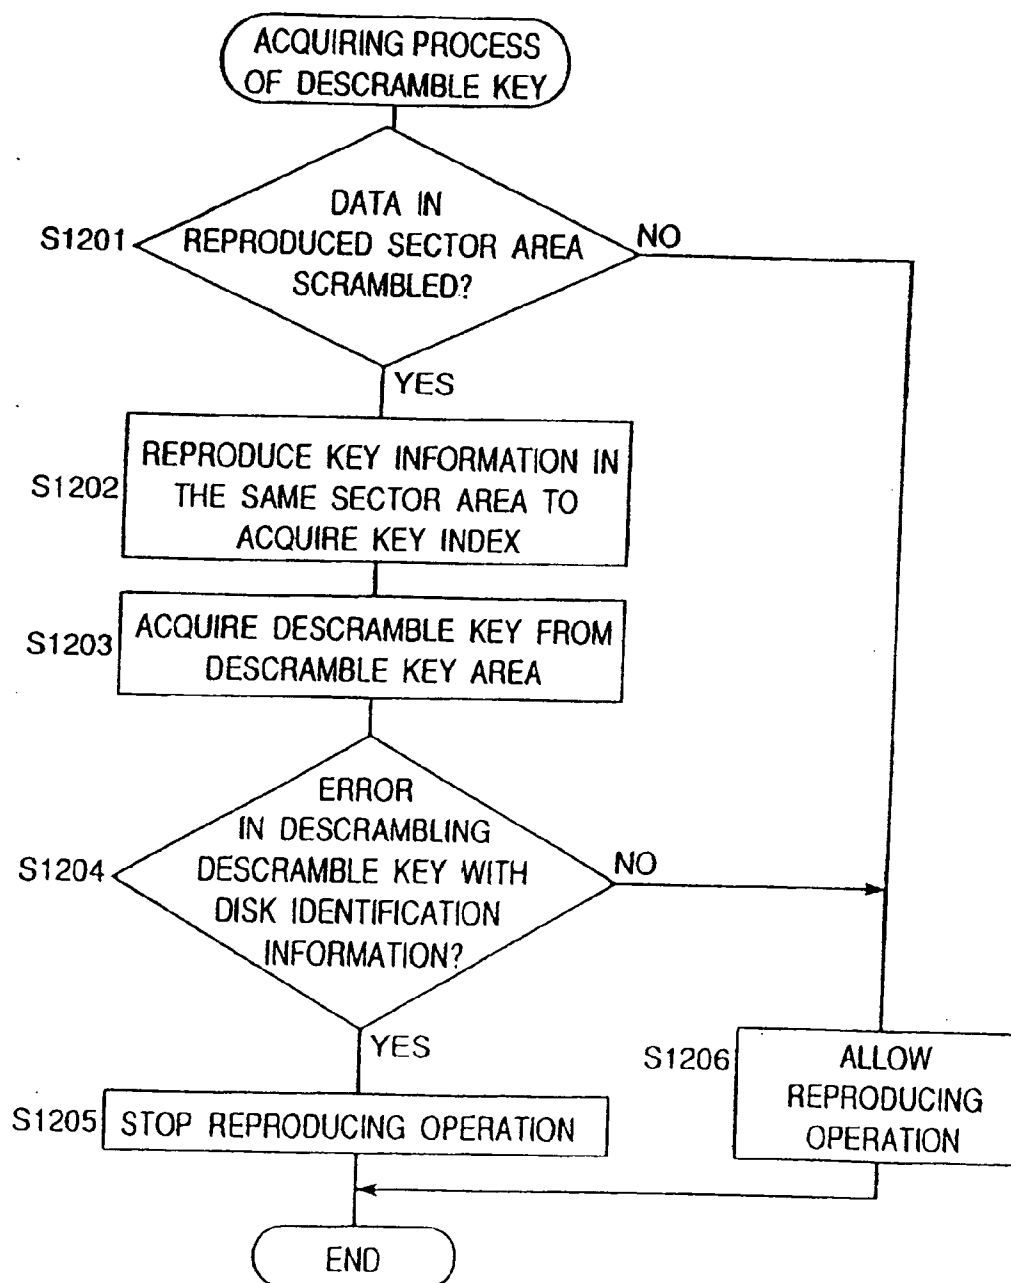 ACQUIRING PROCESS
OF DESCRAMBLE KEY
DATA IN
S1201
REPRODUCED SECTOR AREA
NO
SCRAMBLED?
YES
REPRODUCE KEY INFORMATION IN
S1202
THE SAME SECTOR AREA TO
ACQUIRE KEY INDEX
S1203
ACQUIRE DESCRAMBLE KEY FROM
DESCRAMBLE KEY AREA
ERROR
IN DESCRAMBLING
S1204
DESCRAMBLE KEY WITH
NO
DISK IDENTIFICATION
INFORMATION?
YES
S1206
ALLOW
REPRODUCING
OPERATION
S1205
STOP REPRODUCING OPERATION
END